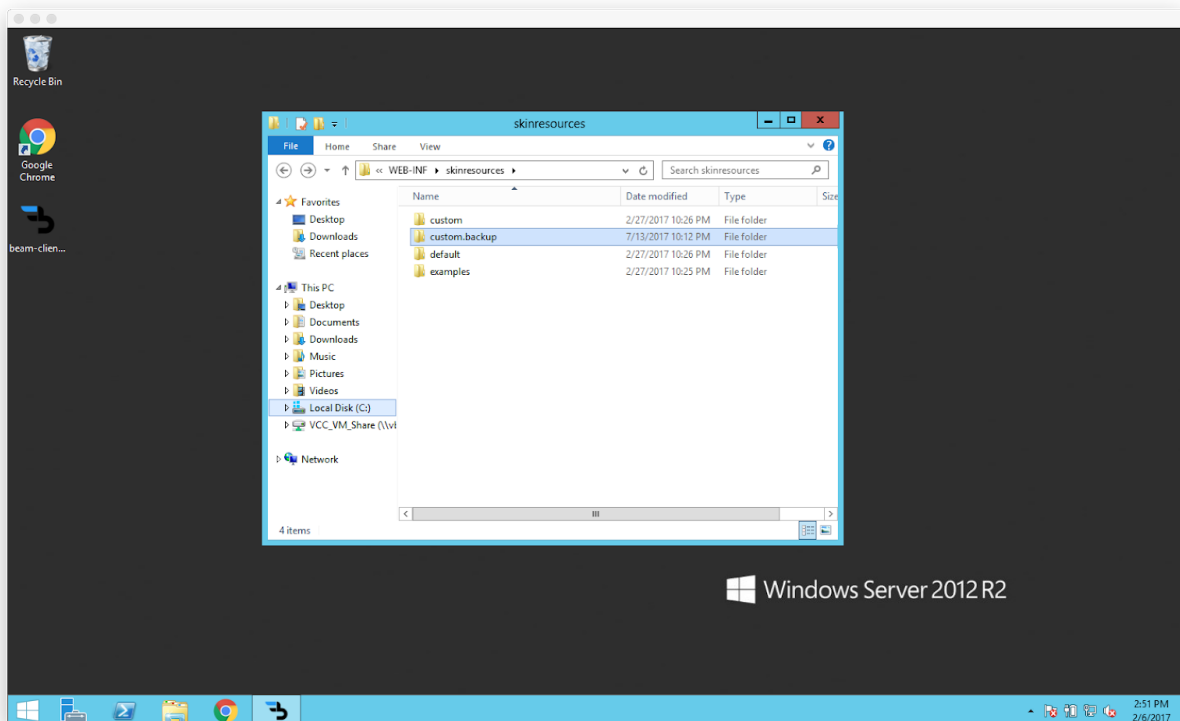 Recycle Bin
Google
Chrome
beam-clien...
skinresources
File Home Share View
« WEB-INF ▸ skinresources ▸
Search skinresources
Name Date modified Type Size
custom 2/27/2017 10:26 PM File folder
custom.backup 7/13/2017 10:12 PM File folder
default 2/27/2017 10:26 PM File folder
examples 2/27/2017 10:25 PM File folder
Favorites
Desktop
Downloads
Recent places
This PC
Desktop
Documents
Downloads
Music
Pictures
Videos
Local Disk (C:)
VCC_VM_Share (\\vl
Network
4 items
Windows Server 2012 R2
2:51 PM
2/6/2017